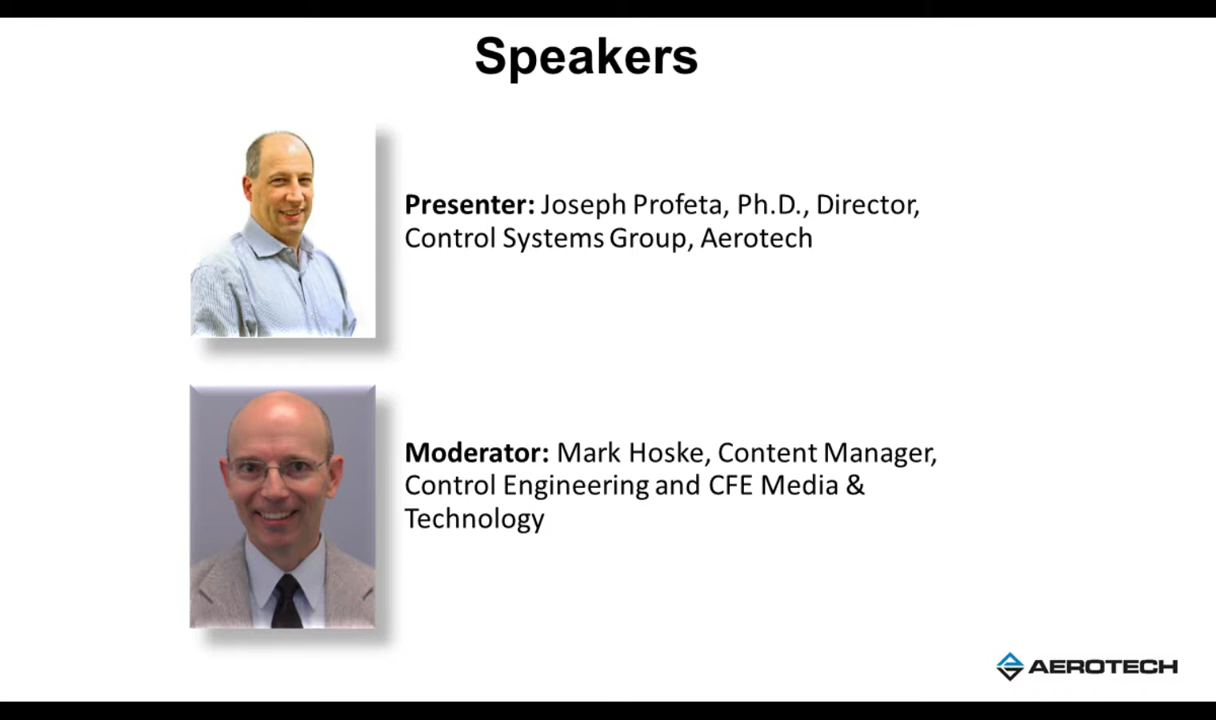 Speakers
Presenter: Joseph Profeta, Ph.D., Director,
Control Systems Group, Aerotech
Moderator: Mark Hoske, Content Manager,
Control Engineering and CFE Media &
Technology
AEROTECH